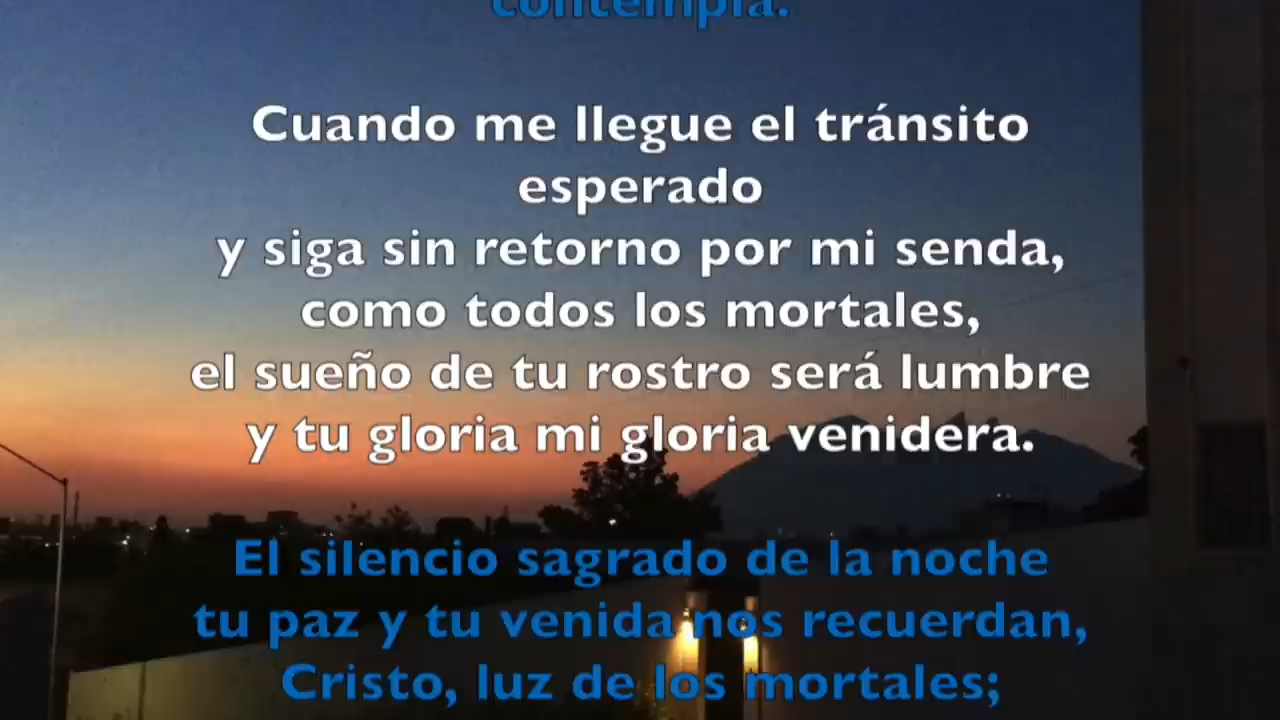 contempla.
Cuando me llegue el tránsito
esperado
y siga sin retorno por mi senda,
como todos los mortales,
el sueño de tu rostro será lumbre
y tu gloria mi gloria venidera.
El silencio sagrado de la noche
tu paz y tu venida nos recuerdan,
Cristo, luz de los mortales;